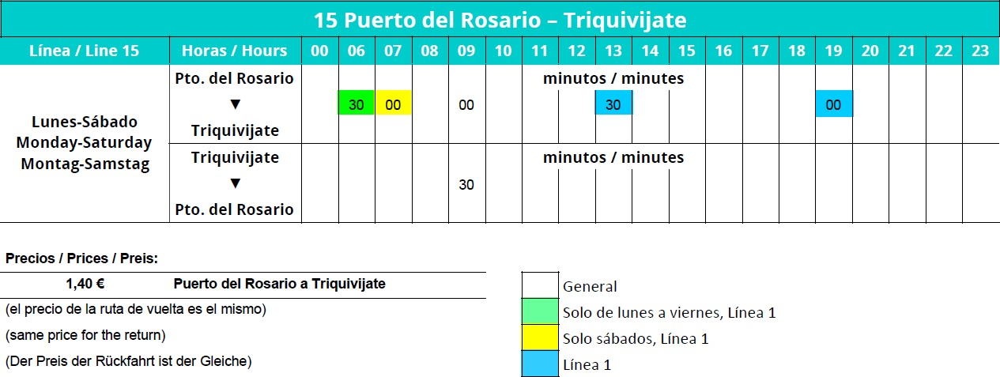 15 Puerto del Rosario – Triquivijate
Línea / Line 15 Horas / Hours 00 06 07 08 09 10 11 12 13 14 15 16 17 18 19 20 21 22 23
Lunes-Sábado
Monday-Saturday
Montag-Samstag
Pto. del Rosario minutos / minutes
▼ 30 00 00 30 00
Triquivijate
Triquivijate minutos / minutes
▼ 30
Pto. del Rosario
Precios / Prices / Preis:
1,40 € Puerto del Rosario a Triquivijate
(el precio de la ruta de vuelta es el mismo)
(same price for the return)
(Der Preis der Rückfahrt ist der Gleiche)
General
Solo de lunes a viernes, Línea 1
Solo sábados, Línea 1
Línea 1